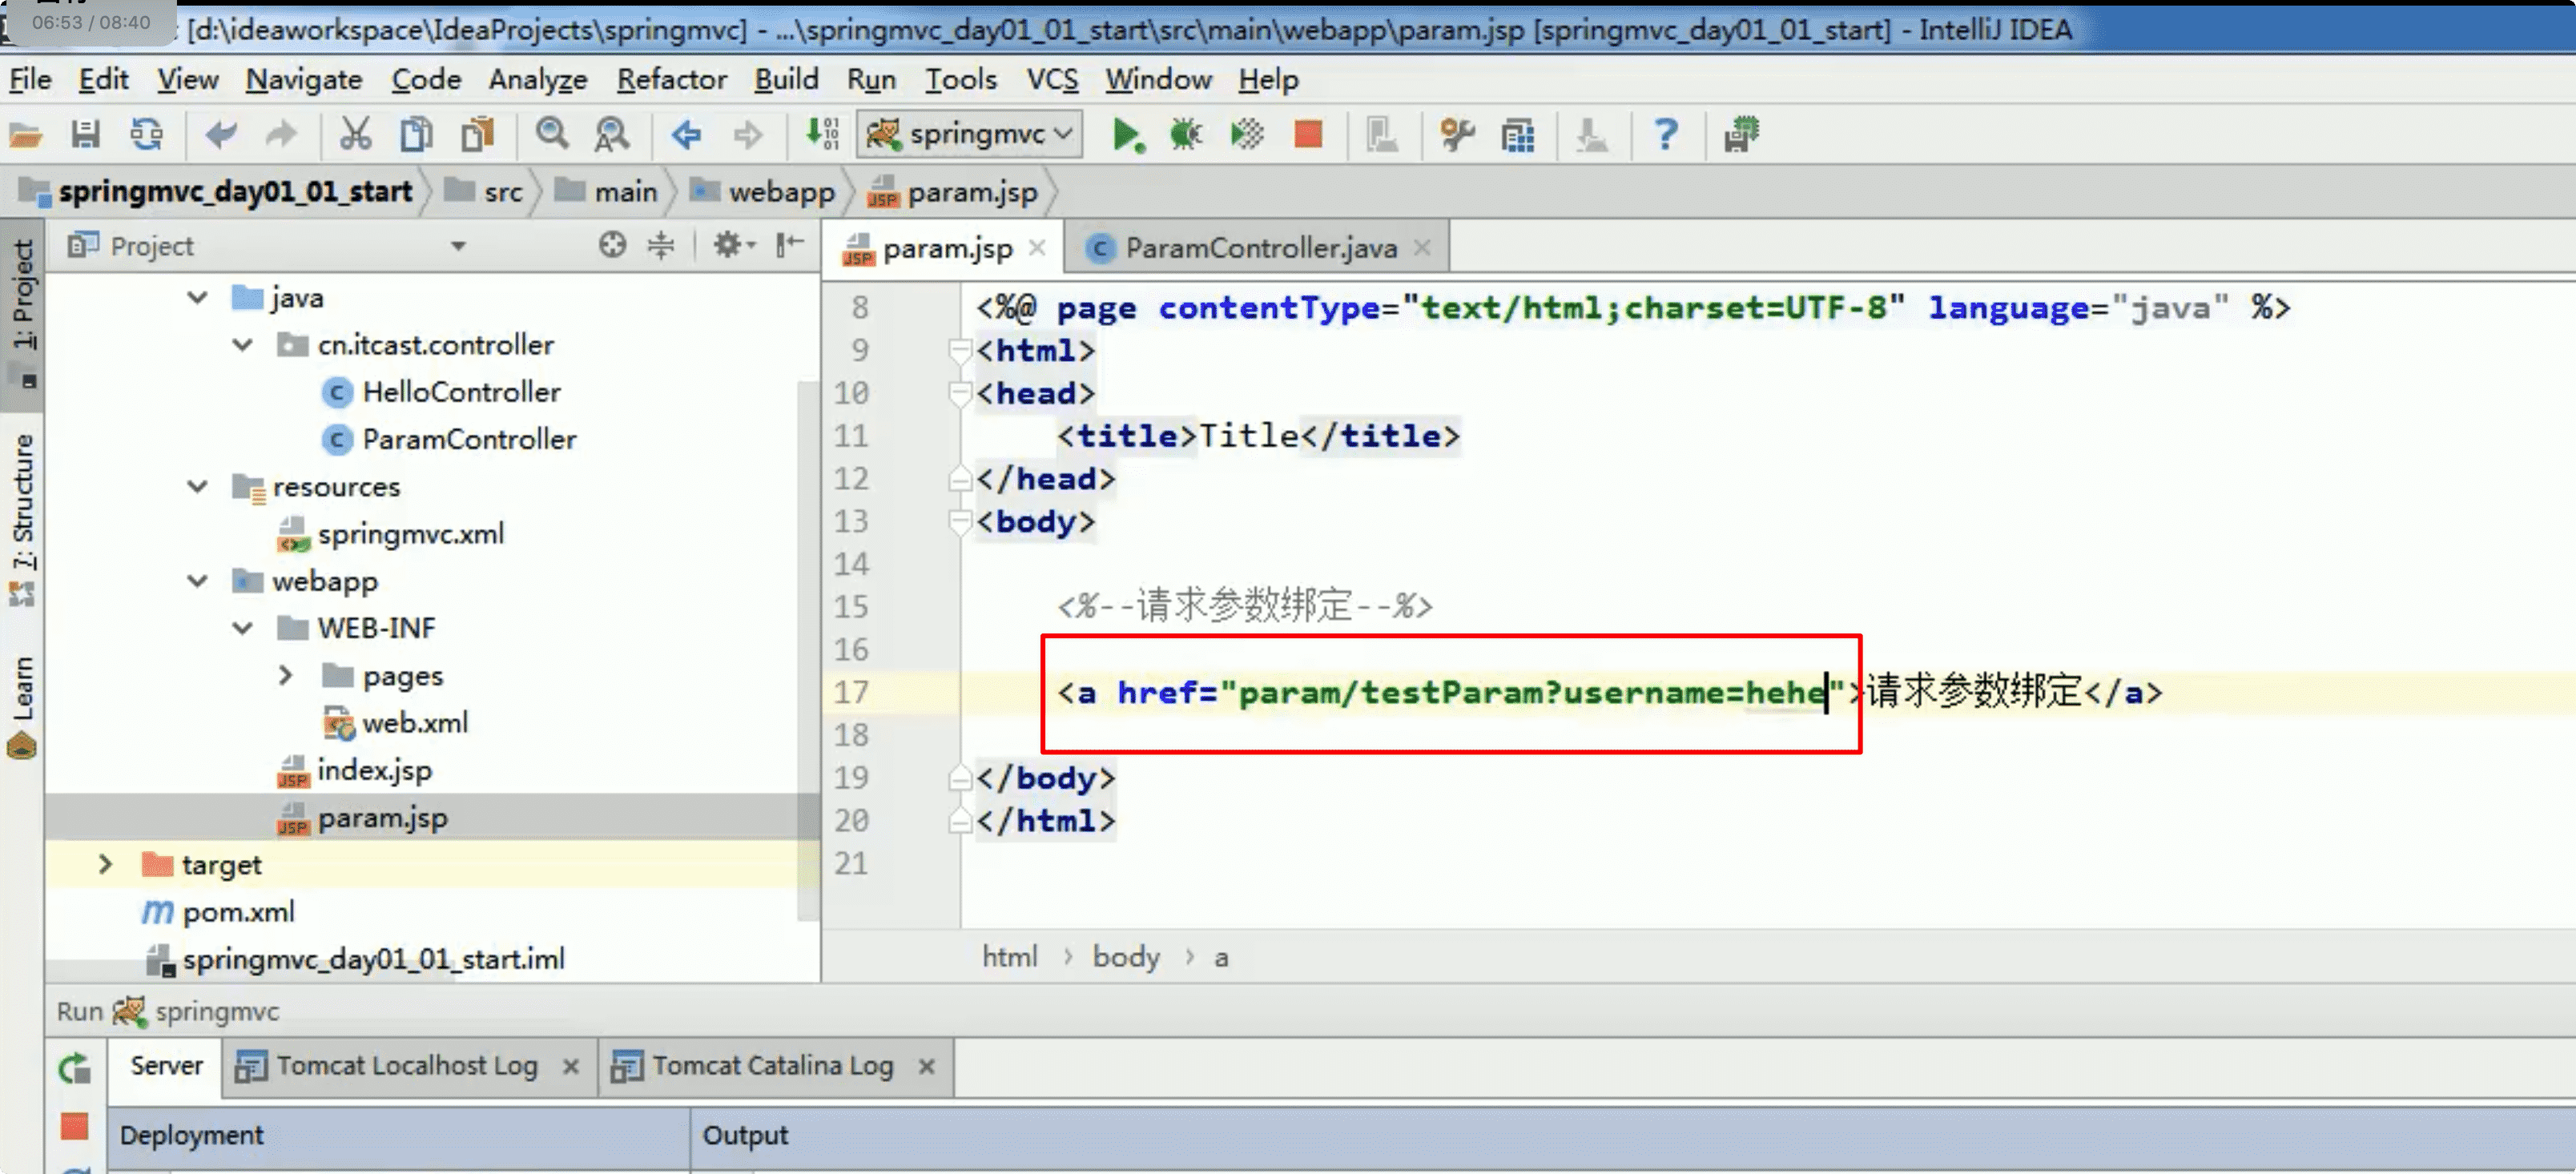 06:53 / 08:40
[d:\ideaworkspace\IdeaProjects\springmvc] - ...\springmvc_day01_01_start\src\main\webapp\param.jsp [springmvc_day01_01_start] - IntelliJ IDEA
File Edit View Navigate Code Analyze Refactor Build Run Tools VCS Window Help
springmvc
springmvc_day01_01_start src main webapp param.jsp
1: Project
7: Structure
Learn
Project
java
cn.itcast.controller
HelloController
ParamController
resources
springmvc.xml
webapp
WEB-INF
pages
web.xml
index.jsp
param.jsp
target
pom.xml
springmvc_day01_01_start.iml
param.jsp ParamController.java
8 <%@ page contentType="text/html;charset=UTF-8" language="java" %>
9 <html>
10 <head>
11 <title>Title</title>
12 </head>
13 <body>
14
15 <%--请求参数绑定--%>
16
17 <a href="param/testParam?username=hehe">请求参数绑定</a>
18
19 </body>
20 </html>
21
html › body › a
Run springmvc
Server Tomcat Localhost Log Tomcat Catalina Log
Deployment Output